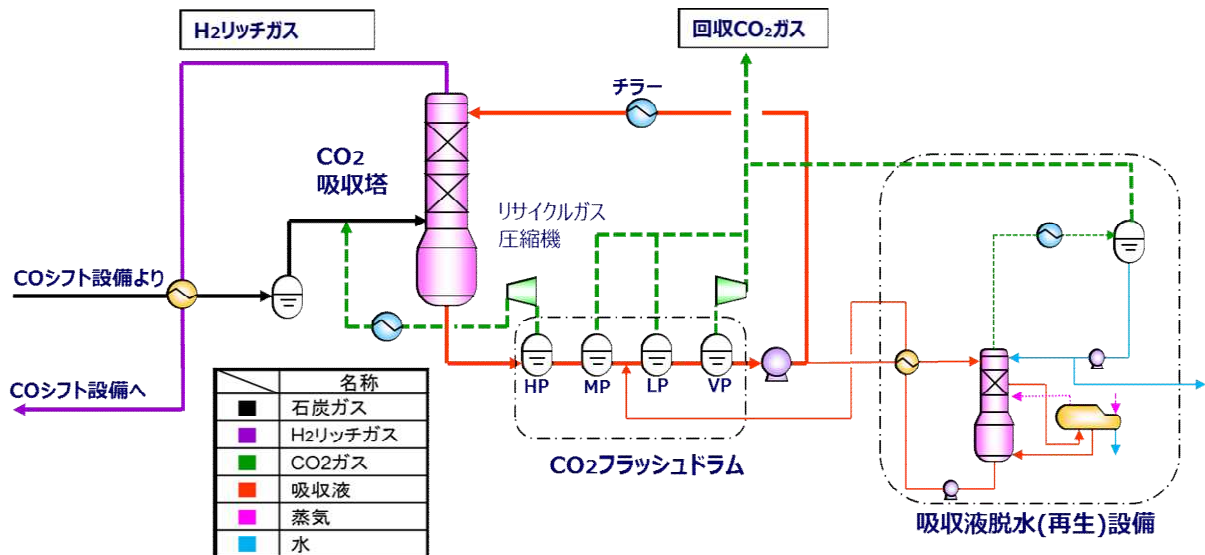 H2リッチガス
回収CO2ガス
チラー
CO2
吸収塔
リサイクルガス
圧縮機
COシフト設備より
COシフト設備へ
HP
MP
LP
VP
CO2フラッシュドラム
吸収液脱水(再生)設備
名称
石炭ガス
H2リッチガス
CO2ガス
吸収液
蒸気
水